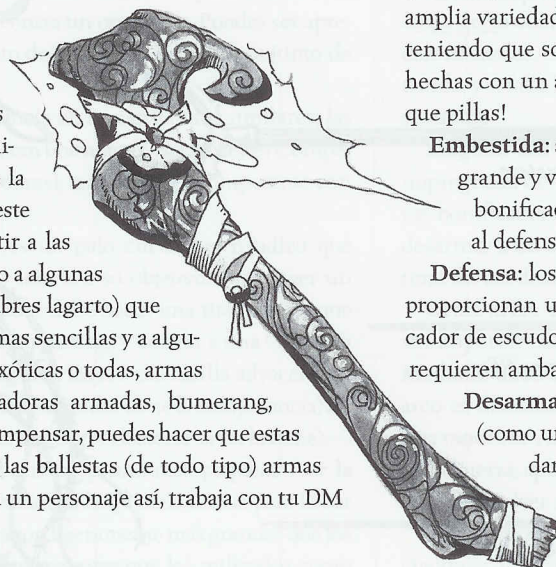 s
mi-
la
este
tir a las
o a algunas
bres lagarto) que
mas sencillas y a algu-
xóticas o todas, armas
adoras armadas, bumerang,
mpensar, puedes hacer que estas
las ballestas (de todo tipo) armas
un personaje así, trabaja con tu DM
amplia variedad
teniendo que so
hechas con un a
que pillas!
Embestida: s
grande y v
bonificac
al defenso
Defensa: los
proporcionan u
cador de escudo
requieren amba
Desarma
(como un
dar